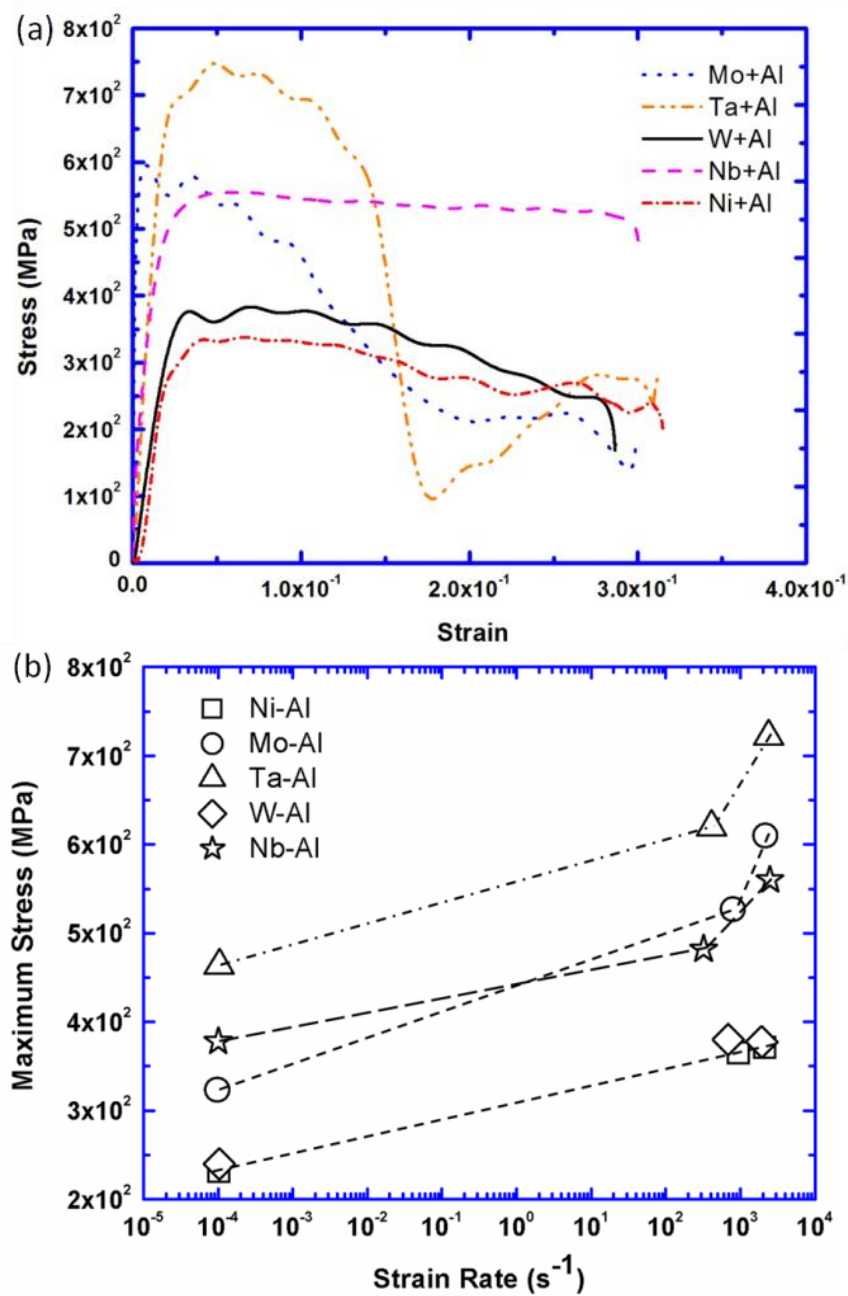 (a)
8x10²
7x10²
6x10²
5x10²
4x10²
3x10²
2x10²
1x10²
0
Stress (MPa)
Mo+Al
Ta+Al
W+Al
Nb+Al
Ni+Al
0.0
1.0x10⁻¹
2.0x10⁻¹
3.0x10⁻¹
4.0x10⁻¹
Strain
(b)
8x10²
7x10²
6x10²
5x10²
4x10²
3x10²
2x10²
Maximum Stress (MPa)
Ni-Al
Mo-Al
Ta-Al
W-Al
Nb-Al
10⁻⁵
10⁻⁴
10⁻³
10⁻²
10⁻¹
10⁰
10¹
10²
10³
10⁴
Strain Rate (s⁻¹)